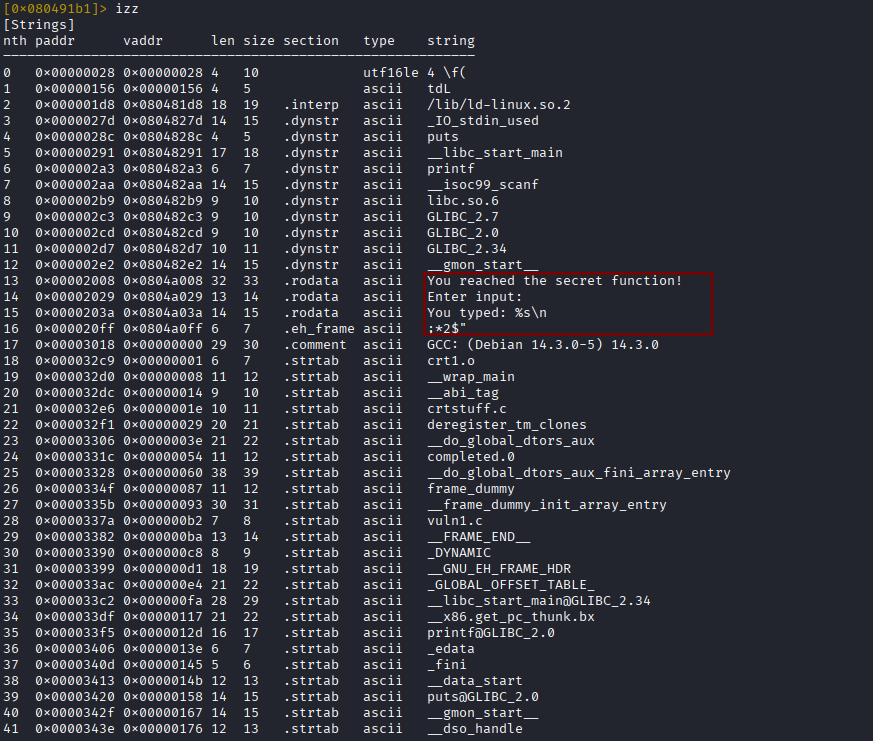 [0×080491b1]> izz
[Strings]
nth paddr      vaddr      len size section   type    string
0   0×00000028 0×00000028 4   10             utf16le 4 \f(
1   0×00000156 0×00000156 4   5              ascii   tdL
2   0×000001d8 0×080481d8 18  19   .interp   ascii   /lib/ld-linux.so.2
3   0×0000027d 0×0804827d 14  15   .dynstr   ascii   _IO_stdin_used
4   0×0000028c 0×0804828c 4   5    .dynstr   ascii   puts
5   0×00000291 0×08048291 17  18   .dynstr   ascii   __libc_start_main
6   0×000002a3 0×080482a3 6   7    .dynstr   ascii   printf
7   0×000002aa 0×080482aa 14  15   .dynstr   ascii   __isoc99_scanf
8   0×000002b9 0×080482b9 9   10   .dynstr   ascii   libc.so.6
9   0×000002c3 0×080482c3 9   10   .dynstr   ascii   GLIBC_2.7
10  0×000002cd 0×080482cd 9   10   .dynstr   ascii   GLIBC_2.0
11  0×000002d7 0×080482d7 10  11   .dynstr   ascii   GLIBC_2.34
12  0×000002e2 0×080482e2 14  15   .dynstr   ascii   __gmon_start__
13  0×00002008 0×0804a008 32  33   .rodata   ascii   You reached the secret function!
14  0×00002029 0×0804a029 13  14   .rodata   ascii   Enter input:
15  0×0000203a 0×0804a03a 14  15   .rodata   ascii   You typed: %s\n
16  0×000020ff 0×0804a0ff 6   7    .eh_frame ascii   ;*2$"
17  0×00003018 0×00000000 29  30   .comment  ascii   GCC: (Debian 14.3.0-5) 14.3.0
18  0×000032c9 0×00000001 6   7    .strtab   ascii   crt1.o
19  0×000032d0 0×00000008 11  12   .strtab   ascii   __wrap_main
20  0×000032dc 0×00000014 9   10   .strtab   ascii   __abi_tag
21  0×000032e6 0×0000001e 10  11   .strtab   ascii   crtstuff.c
22  0×000032f1 0×00000029 20  21   .strtab   ascii   deregister_tm_clones
23  0×00003306 0×0000003e 21  22   .strtab   ascii   __do_global_dtors_aux
24  0×0000331c 0×00000054 11  12   .strtab   ascii   completed.0
25  0×00003328 0×00000060 38  39   .strtab   ascii   __do_global_dtors_aux_fini_array_entry
26  0×0000334f 0×00000087 11  12   .strtab   ascii   frame_dummy
27  0×0000335b 0×00000093 30  31   .strtab   ascii   __frame_dummy_init_array_entry
28  0×0000337a 0×000000b2 7   8    .strtab   ascii   vuln1.c
29  0×00003382 0×000000ba 13  14   .strtab   ascii   __FRAME_END__
30  0×00003390 0×000000c8 8   9    .strtab   ascii   _DYNAMIC
31  0×00003399 0×000000d1 18  19   .strtab   ascii   __GNU_EH_FRAME_HDR
32  0×000033ac 0×000000e4 21  22   .strtab   ascii   _GLOBAL_OFFSET_TABLE_
33  0×000033c2 0×000000fa 28  29   .strtab   ascii   __libc_start_main@GLIBC_2.34
34  0×000033df 0×00000117 21  22   .strtab   ascii   __x86.get_pc_thunk.bx
35  0×000033f5 0×0000012d 16  17   .strtab   ascii   printf@GLIBC_2.0
36  0×00003406 0×0000013e 6   7    .strtab   ascii   _edata
37  0×0000340d 0×00000145 5   6    .strtab   ascii   _fini
38  0×00003413 0×0000014b 12  13   .strtab   ascii   __data_start
39  0×00003420 0×00000158 14  15   .strtab   ascii   puts@GLIBC_2.0
40  0×0000342f 0×00000167 14  15   .strtab   ascii   __gmon_start__
41  0×0000343e 0×00000176 12  13   .strtab   ascii   __dso_handle